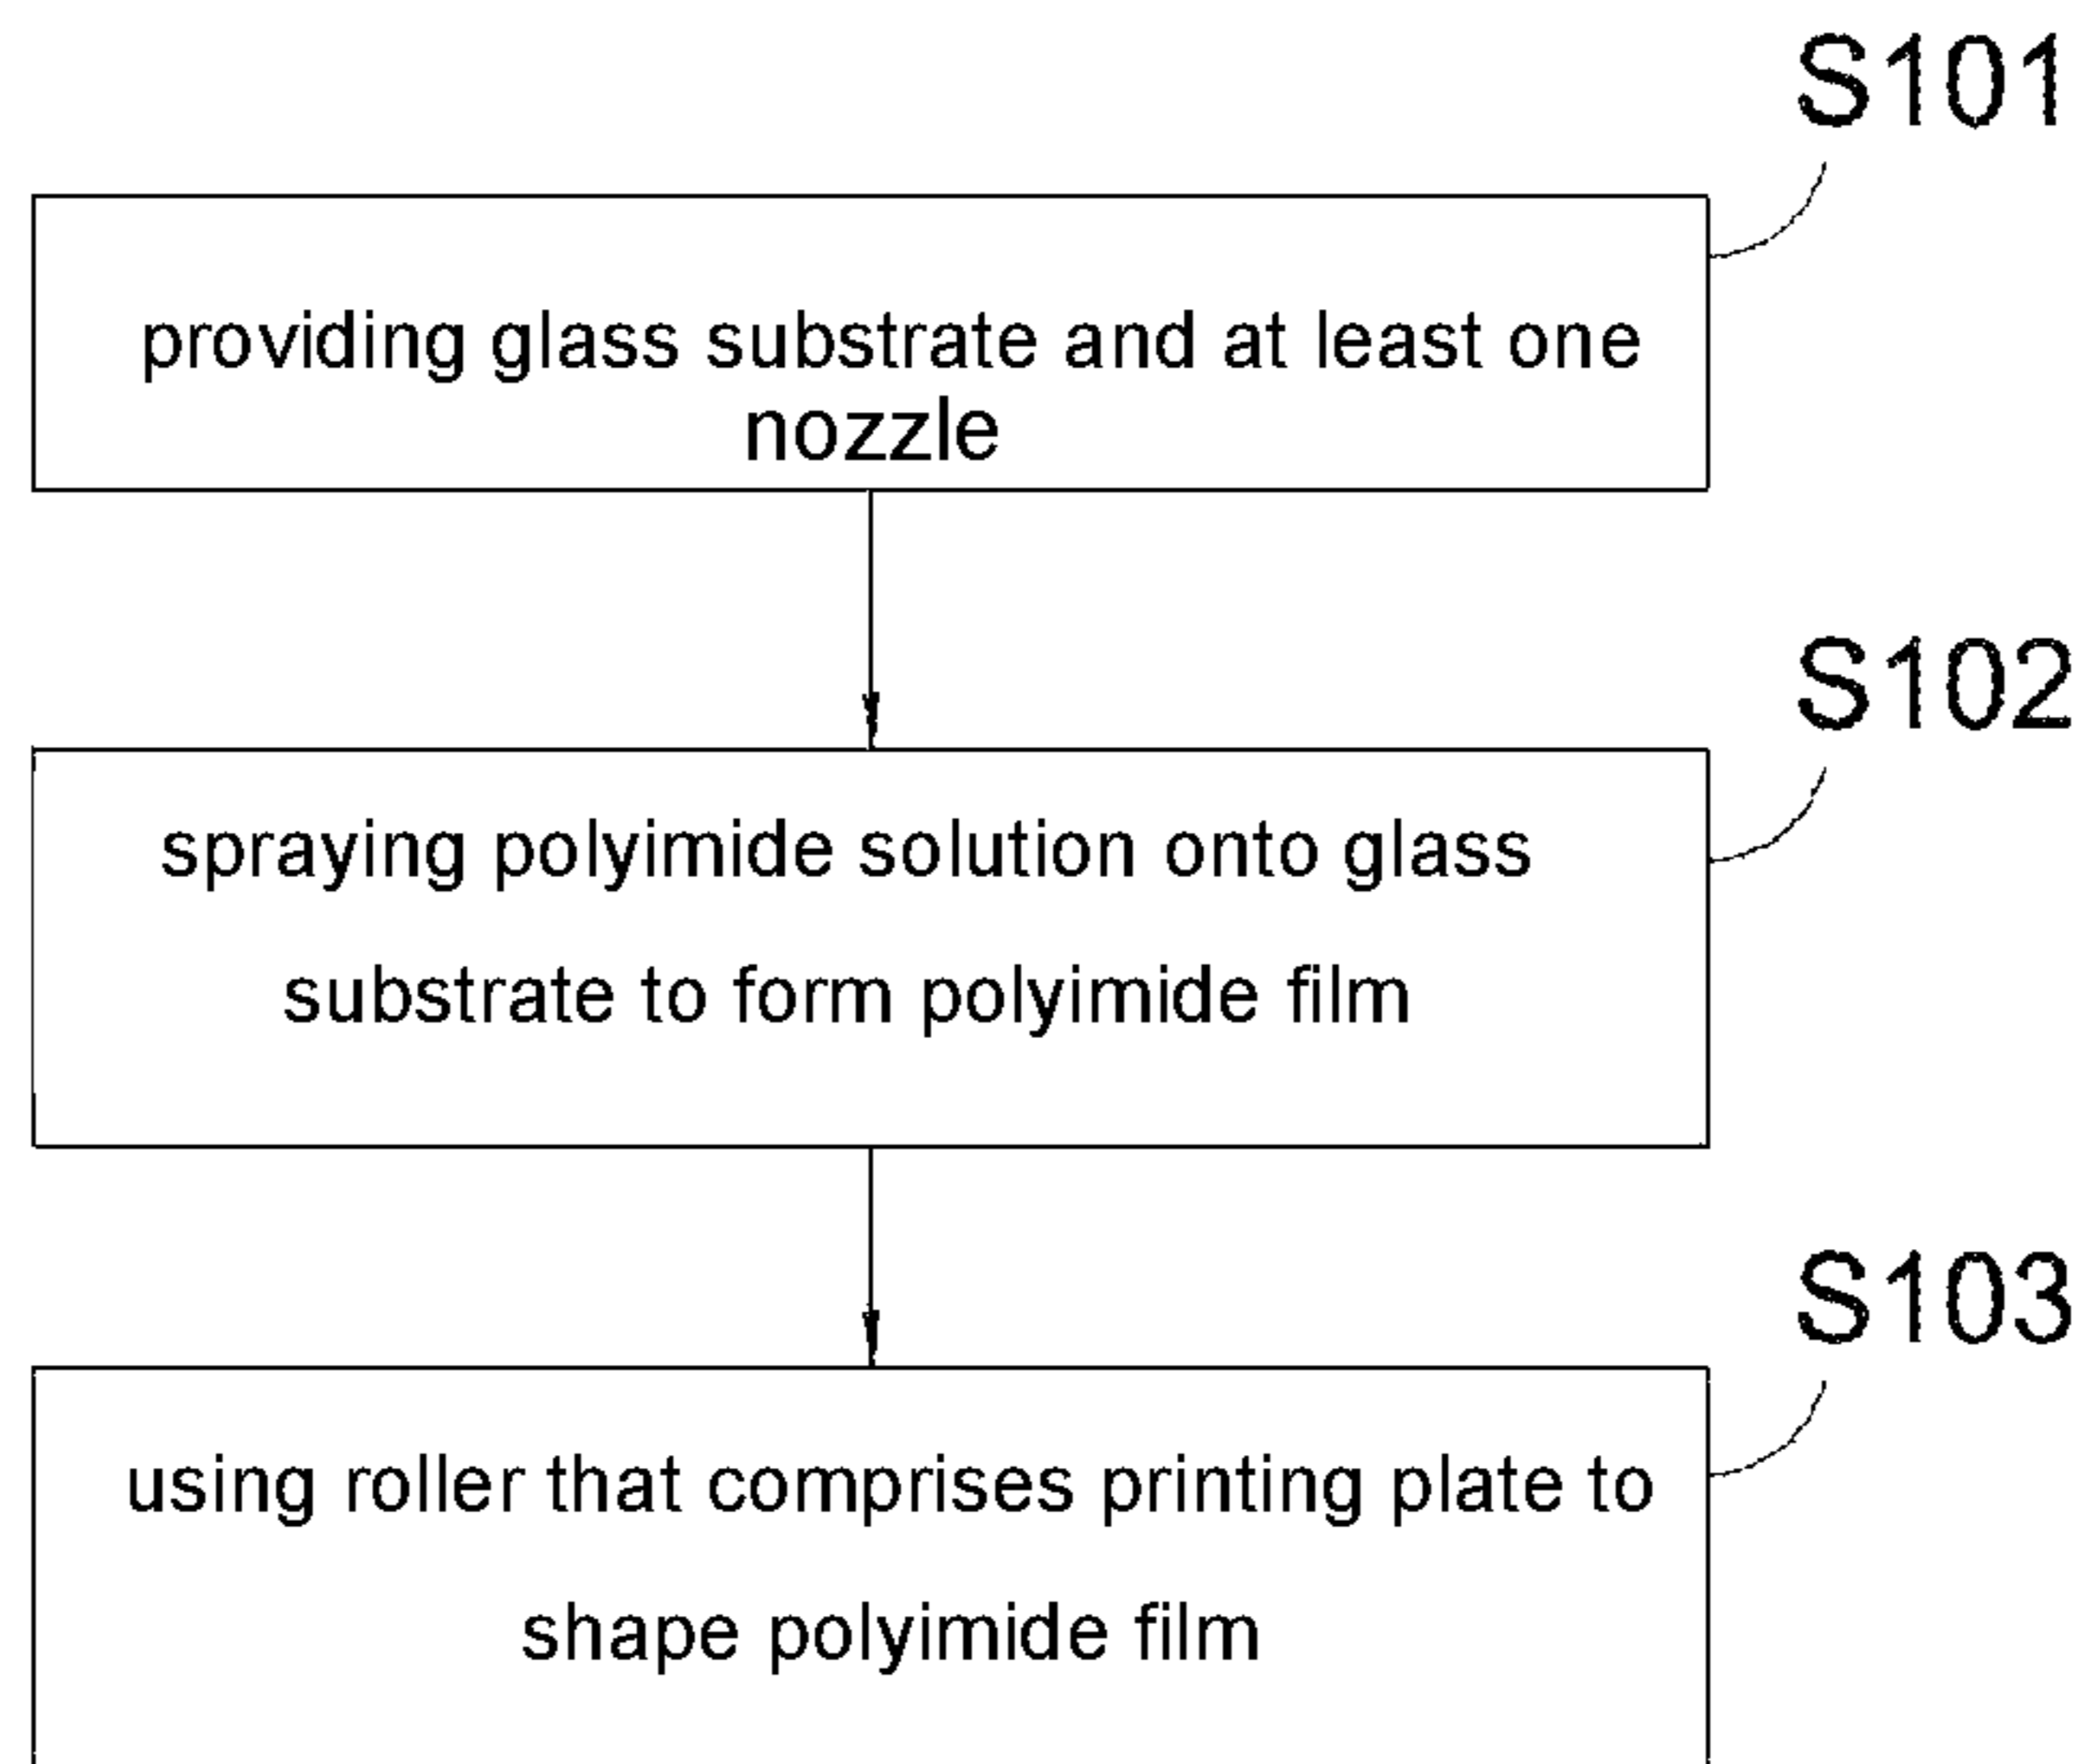 S101
providing glass substrate and at least one
nozzle
S102
spraying polyimide solution onto glass
substrate to form polyimide film
S103
using roller that comprises printing plate to
shape polyimide film